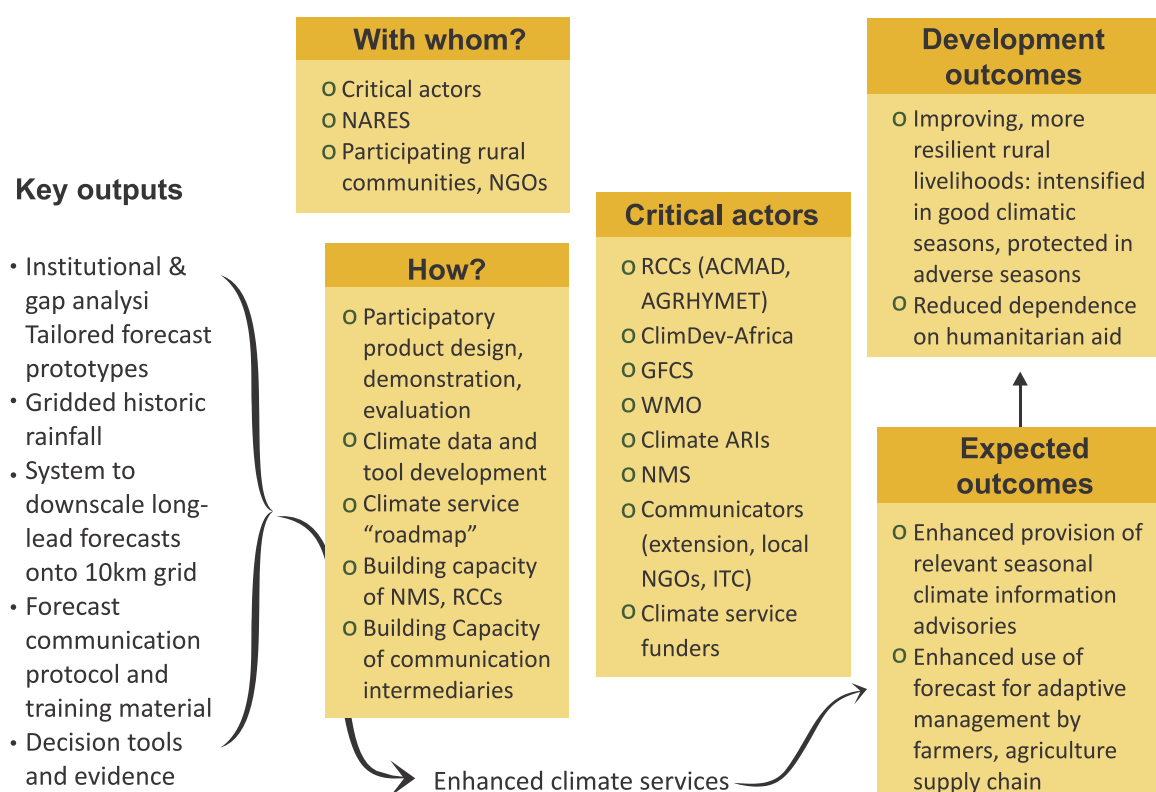 Key outputs
• Institutional &
gap analysi
Tailored forecast
prototypes
• Gridded historic
rainfall
• System to
downscale long-
lead forecasts
onto 10km grid
• Forecast
communication
protocol and
training material
• Decision tools
and evidence
With whom?
o Critical actors
o NARES
o Participating rural
communities, NGOs
How?
o Participatory
product design,
demonstration,
evaluation
o Climate data and
tool development
o Climate service
“roadmap”
o Building capacity
of NMS, RCCs
o Building Capacity
of communication
intermediaries
Enhanced climate services
Critical actors
o RCCs (ACMAD,
AGRHYMET)
o ClimDev-Africa
o GFCS
o WMO
o Climate ARIs
o NMS
o Communicators
(extension, local
NGOs, ITC)
o Climate service
funders
Development
outcomes
o Improving, more
resilient rural
livelihoods: intensified
in good climatic
seasons, protected in
adverse seasons
o Reduced dependence
on humanitarian aid
Expected
outcomes
o Enhanced provision of
relevant seasonal
climate information
advisories
o Enhanced use of
forecast for adaptive
management by
farmers, agriculture
supply chain